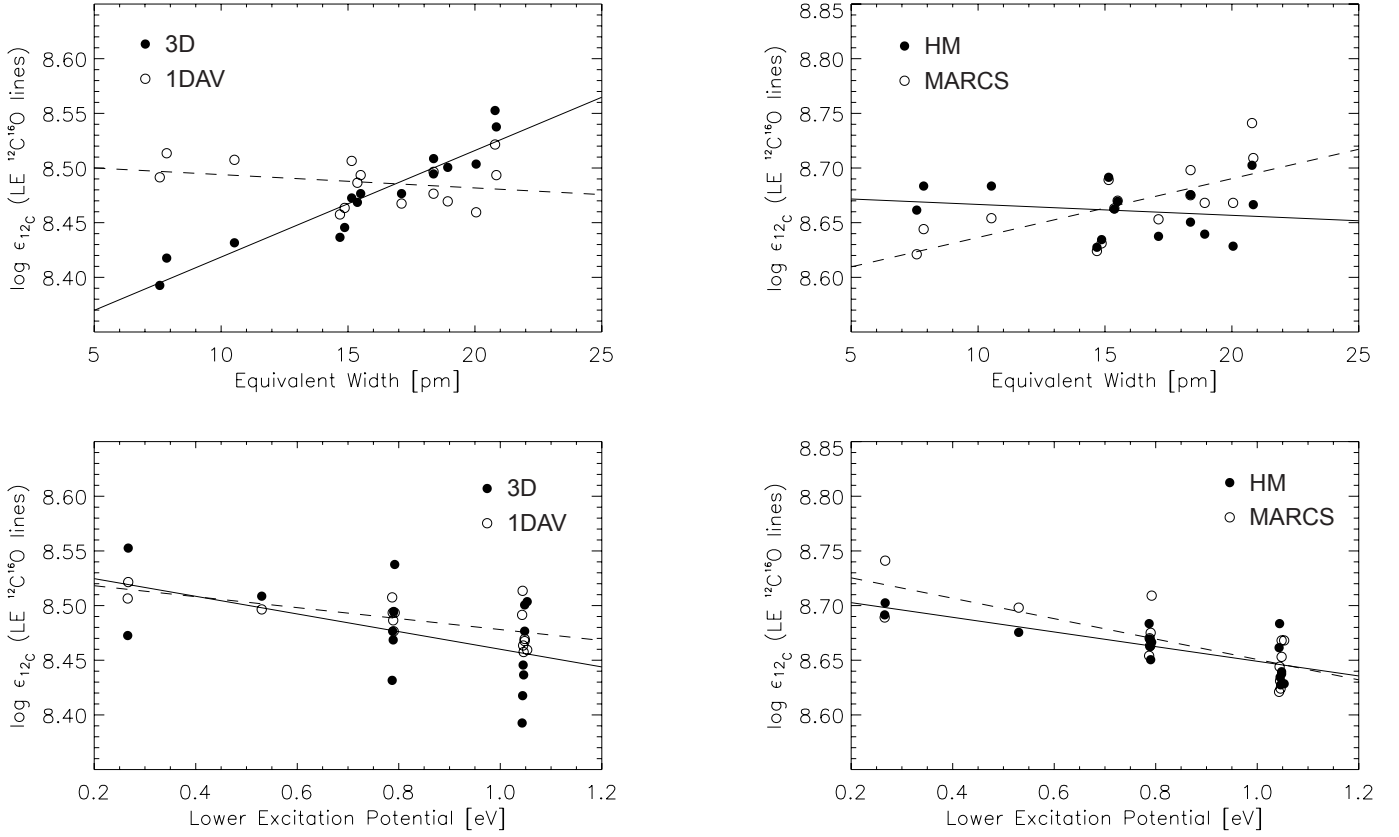 3D
1DAV
8.60
8.55
8.50
8.45
8.40
log ϵ₁₂C (LE ¹²C¹⁶O lines)
5 10 15 20 25
Equivalent Width [pm]
HM
MARCS
8.85
8.80
8.75
8.70
8.65
8.60
log ϵ₁₂C (LE ¹²C¹⁶O lines)
5 10 15 20 25
Equivalent Width [pm]
3D
1DAV
8.60
8.55
8.50
8.45
8.40
log ϵ₁₂C (LE ¹²C¹⁶O lines)
0.2 0.4 0.6 0.8 1.0 1.2
Lower Excitation Potential [eV]
HM
MARCS
8.85
8.80
8.75
8.70
8.65
8.60
log ϵ₁₂C (LE ¹²C¹⁶O lines)
0.2 0.4 0.6 0.8 1.0 1.2
Lower Excitation Potential [eV]